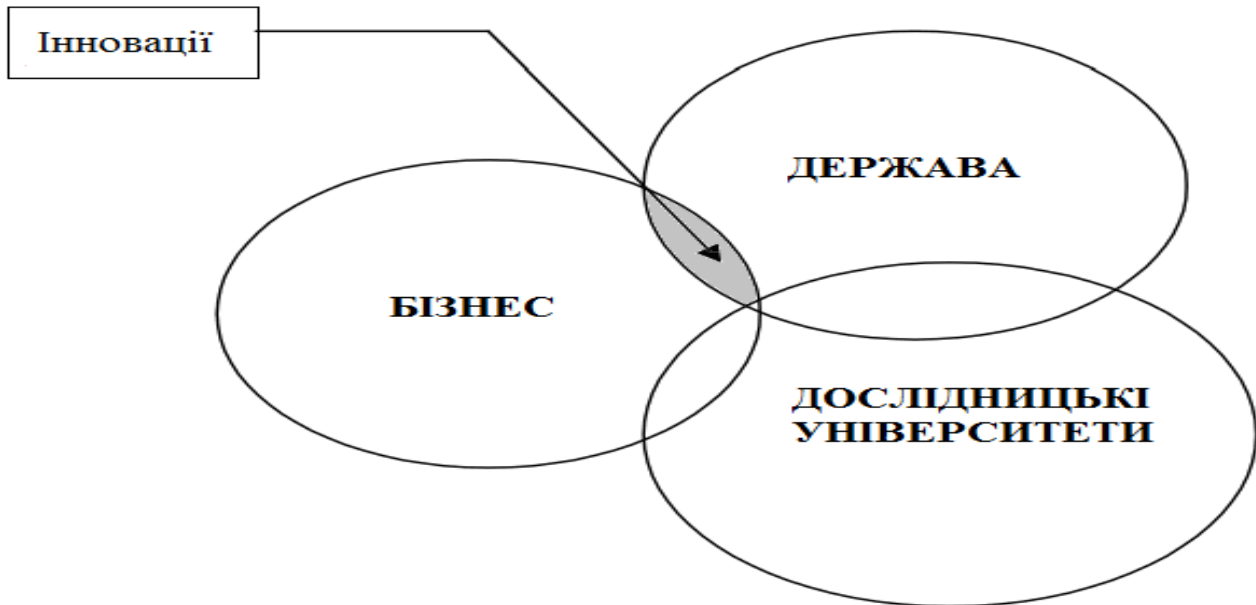 Інновації
ДЕРЖАВА
БІЗНЕС
ДОСЛІДНИЦЬКІ
УНІВЕРСИТЕТИ